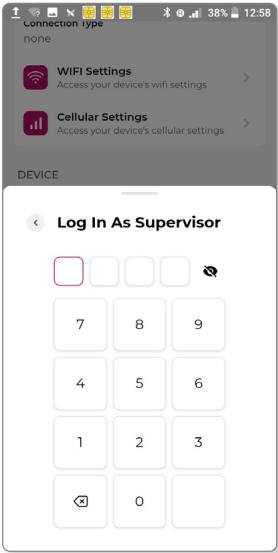 38% 12:58
Connection Type
none
WIFI Settings
Access your device's wifi settings
Cellular Settings
Access your device's cellular settings
DEVICE
Log In As Supervisor
7 8 9
4 5 6
1 2 3
0